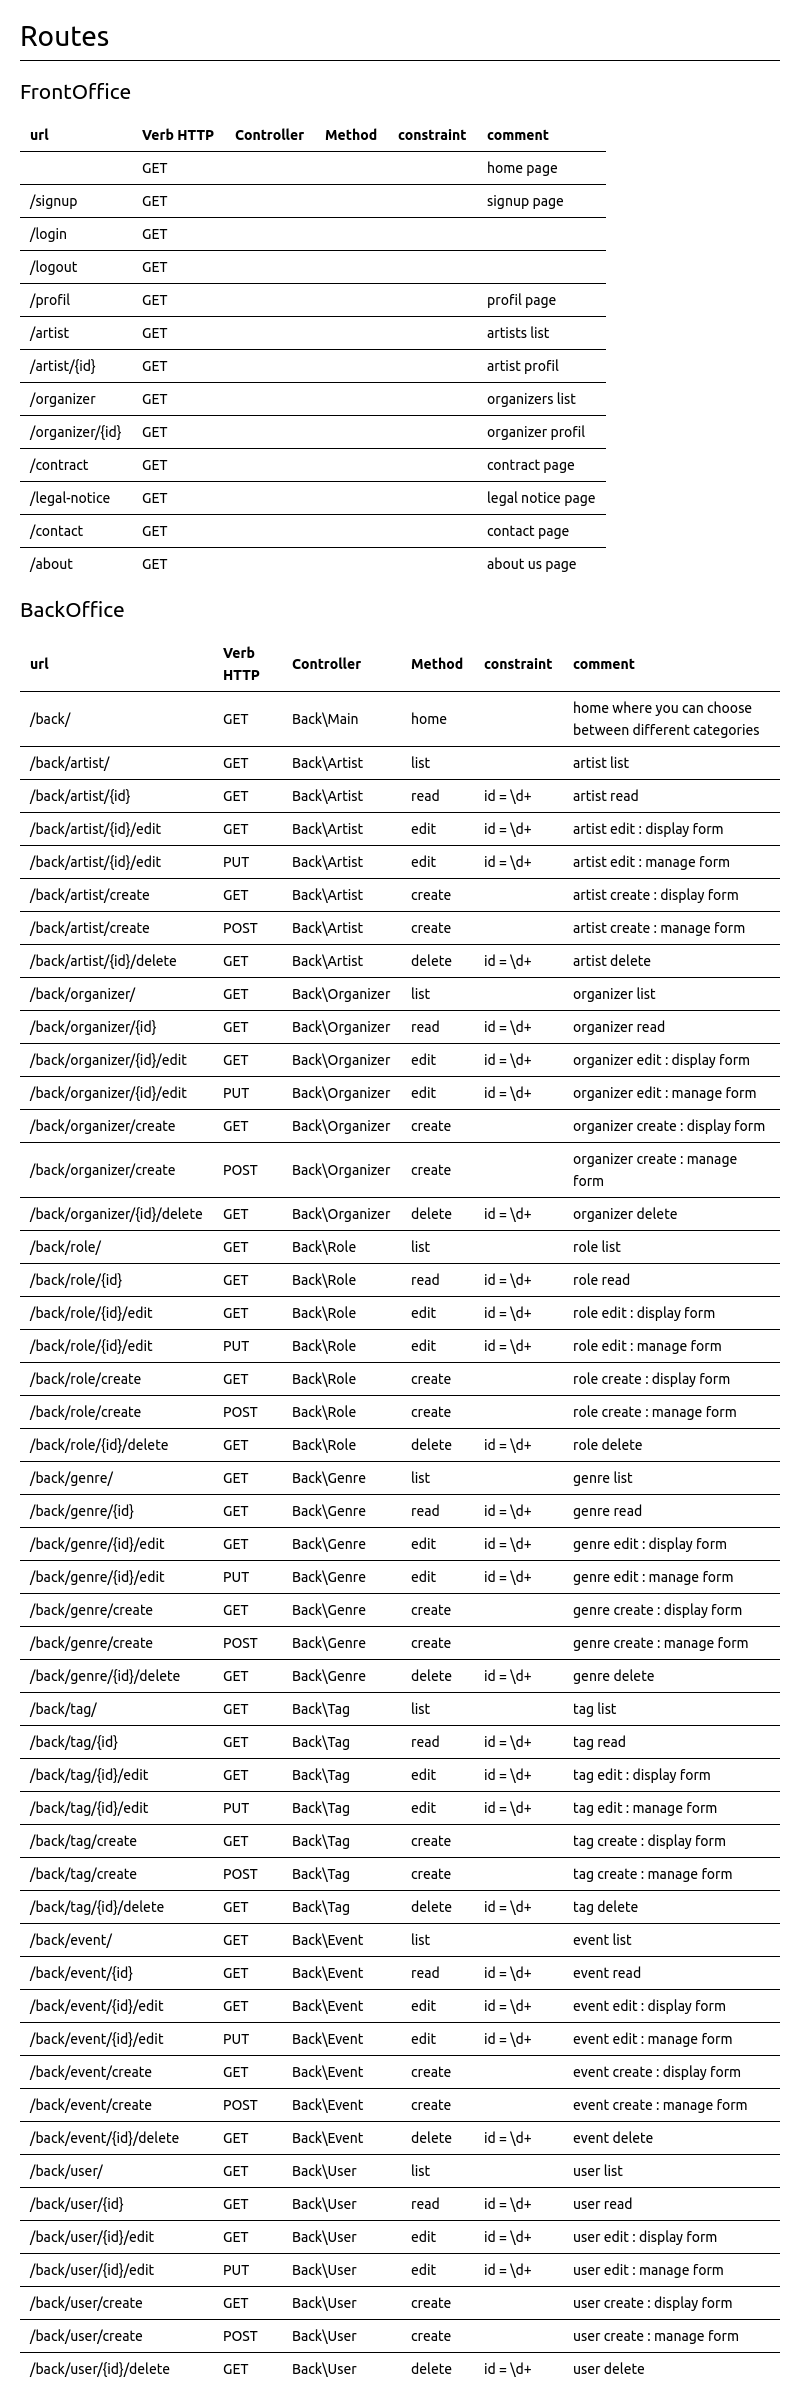 Routes
FrontOffice
url Verb HTTP Controller Method constraint comment
GET home page
/signup GET signup page
/login GET
/logout GET
/profil GET profil page
/artist GET artists list
/artist/{id} GET artist profil
/organizer GET organizers list
/organizer/{id} GET organizer profil
/contract GET contract page
/legal-notice GET legal notice page
/contact GET contact page
/about GET about us page
BackOffice
url Verb HTTP Controller Method constraint comment
/back/ GET Back\Main home home where you can choose between different categories
/back/artist/ GET Back\Artist list artist list
/back/artist/{id} GET Back\Artist read id = \d+ artist read
/back/artist/{id}/edit GET Back\Artist edit id = \d+ artist edit : display form
/back/artist/{id}/edit PUT Back\Artist edit id = \d+ artist edit : manage form
/back/artist/create GET Back\Artist create artist create : display form
/back/artist/create POST Back\Artist create artist create : manage form
/back/artist/{id}/delete GET Back\Artist delete id = \d+ artist delete
/back/organizer/ GET Back\Organizer list organizer list
/back/organizer/{id} GET Back\Organizer read id = \d+ organizer read
/back/organizer/{id}/edit GET Back\Organizer edit id = \d+ organizer edit : display form
/back/organizer/{id}/edit PUT Back\Organizer edit id = \d+ organizer edit : manage form
/back/organizer/create GET Back\Organizer create organizer create : display form
/back/organizer/create POST Back\Organizer create organizer create : manage form
/back/organizer/{id}/delete GET Back\Organizer delete id = \d+ organizer delete
/back/role/ GET Back\Role list role list
/back/role/{id} GET Back\Role read id = \d+ role read
/back/role/{id}/edit GET Back\Role edit id = \d+ role edit : display form
/back/role/{id}/edit PUT Back\Role edit id = \d+ role edit : manage form
/back/role/create GET Back\Role create role create : display form
/back/role/create POST Back\Role create role create : manage form
/back/role/{id}/delete GET Back\Role delete id = \d+ role delete
/back/genre/ GET Back\Genre list genre list
/back/genre/{id} GET Back\Genre read id = \d+ genre read
/back/genre/{id}/edit GET Back\Genre edit id = \d+ genre edit : display form
/back/genre/{id}/edit PUT Back\Genre edit id = \d+ genre edit : manage form
/back/genre/create GET Back\Genre create genre create : display form
/back/genre/create POST Back\Genre create genre create : manage form
/back/genre/{id}/delete GET Back\Genre delete id = \d+ genre delete
/back/tag/ GET Back\Tag list tag list
/back/tag/{id} GET Back\Tag read id = \d+ tag read
/back/tag/{id}/edit GET Back\Tag edit id = \d+ tag edit : display form
/back/tag/{id}/edit PUT Back\Tag edit id = \d+ tag edit : manage form
/back/tag/create GET Back\Tag create tag create : display form
/back/tag/create POST Back\Tag create tag create : manage form
/back/tag/{id}/delete GET Back\Tag delete id = \d+ tag delete
/back/event/ GET Back\Event list event list
/back/event/{id} GET Back\Event read id = \d+ event read
/back/event/{id}/edit GET Back\Event edit id = \d+ event edit : display form
/back/event/{id}/edit PUT Back\Event edit id = \d+ event edit : manage form
/back/event/create GET Back\Event create event create : display form
/back/event/create POST Back\Event create event create : manage form
/back/event/{id}/delete GET Back\Event delete id = \d+ event delete
/back/user/ GET Back\User list user list
/back/user/{id} GET Back\User read id = \d+ user read
/back/user/{id}/edit GET Back\User edit id = \d+ user edit : display form
/back/user/{id}/edit PUT Back\User edit id = \d+ user edit : manage form
/back/user/create GET Back\User create user create : display form
/back/user/create POST Back\User create user create : manage form
/back/user/{id}/delete GET Back\User delete id = \d+ user delete